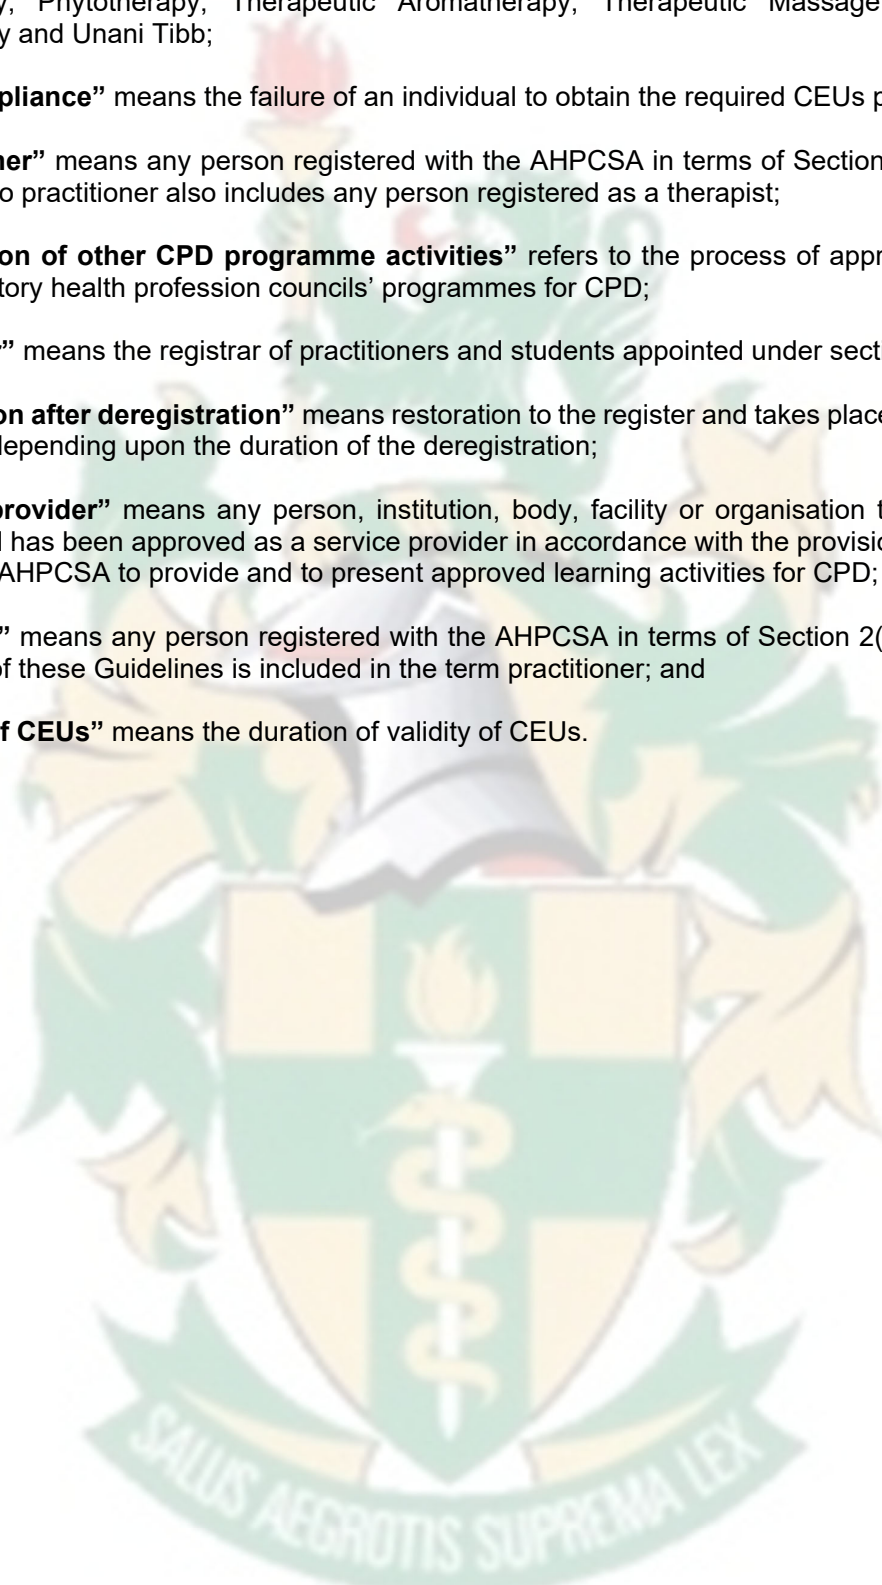 Phytotherapy, Therapeutic Aromatherapy, Therapeutic Massage
y and Unani Tibb;
pliance” means the failure of an individual to obtain the required CEUs p
ner” means any person registered with the AHPCSA in terms of Section
o practitioner also includes any person registered as a therapist;
on of other CPD programme activities” refers to the process of appr
tory health profession councils’ programmes for CPD;
” means the registrar of practitioners and students appointed under sect
on after deregistration” means restoration to the register and takes place
depending upon the duration of the deregistration;
provider” means any person, institution, body, facility or organisation t
has been approved as a service provider in accordance with the provisio
AHPCSA to provide and to present approved learning activities for CPD;
” means any person registered with the AHPCSA in terms of Section 2(
of these Guidelines is included in the term practitioner; and
f CEUs” means the duration of validity of CEUs.
SALUS AEGROTIS SUPREMA LEX